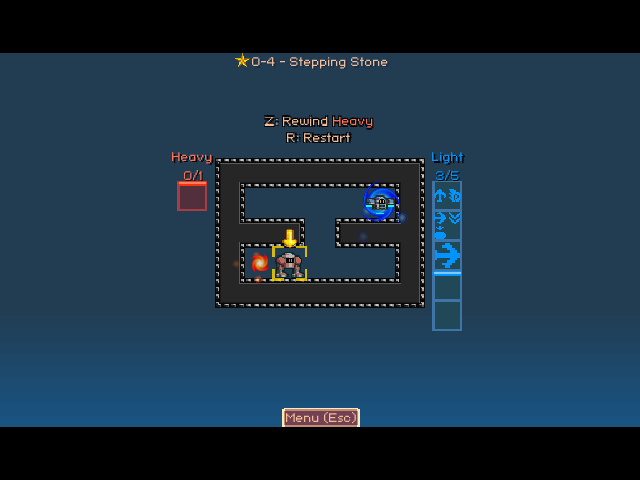 0-4 - Stepping Stone
Z: Rewind Heavy
R: Restart
Heavy
0/1
Light
3/5
Menu (Esc)